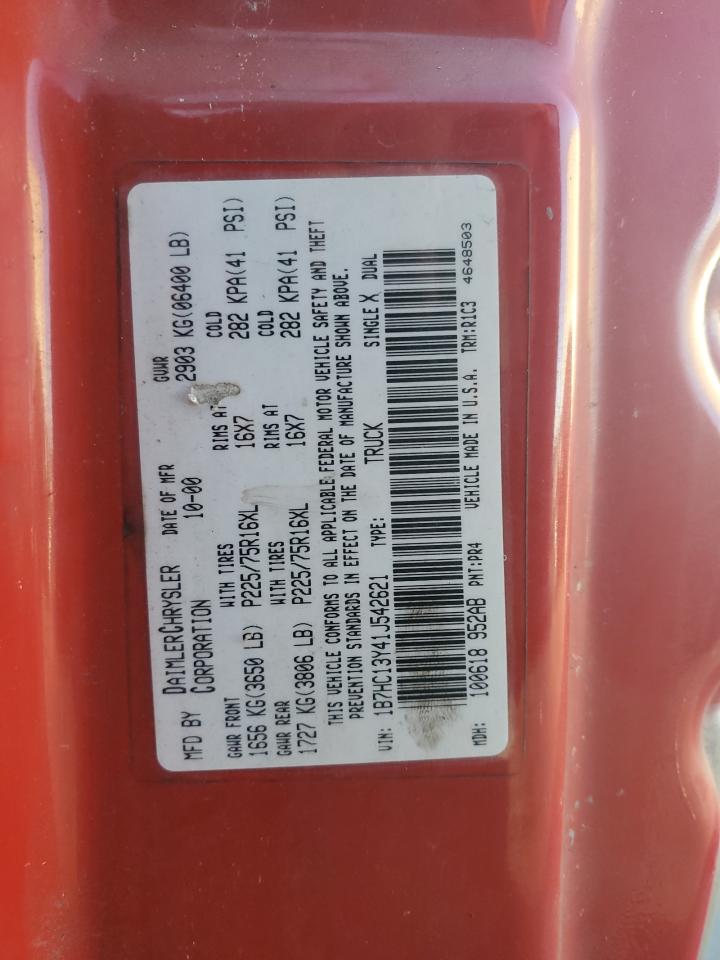 MFD BY DAIMLERCHRYSLER CORPORATION DATE OF MFR 10-00 GVWR 2903 KG(06400 LB)
GAWR FRONT WITH TIRES RIMS AT COLD
1656 KG(3650 LB) P225/75R16XL 16X7 282 KPA(41 PSI)
GAWR REAR WITH TIRES RIMS AT COLD
1727 KG(3806 LB) P225/75R16XL 16X7 282 KPA(41 PSI)
THIS VEHICLE CONFORMS TO ALL APPLICABLE FEDERAL MOTOR VEHICLE SAFETY AND THEFT
PREVENTION STANDARDS IN EFFECT ON THE DATE OF MANUFACTURE SHOWN ABOVE.
VIN: 1B7HC13Y41J542621 TYPE: TRUCK SINGLE X DUAL
MDH: 100618 952AB PNT:PR4 VEHICLE MADE IN U.S.A. TRM:R1C3 4648503